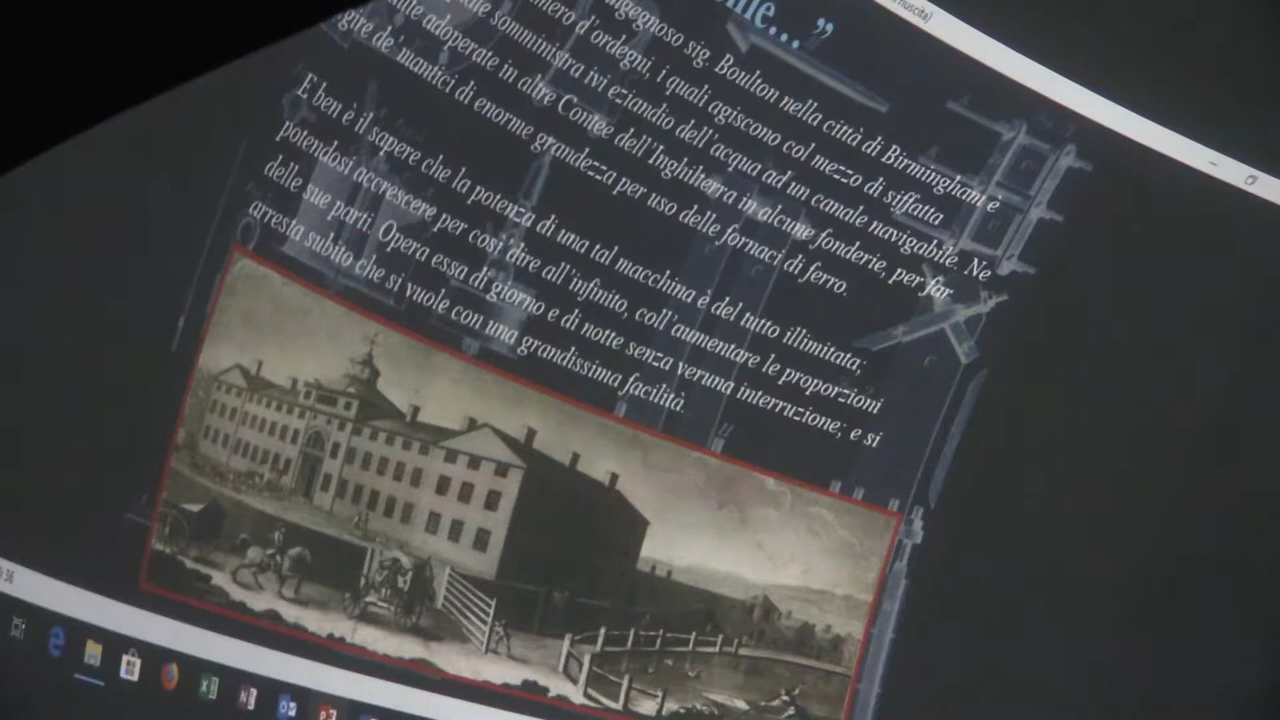 nuscita)
...”
ingegnoso sig. Boulton nella città di Birmingham è
d'ordegni, i quali agiscono col mezzo di siffatta
somministra ivi eziandio dell'acqua ad un canale navigabile. Ne
adoperate in altre Contee dell'Inghilterra in alcune fonderie, per far
gire de' mantici di enorme grandezza per uso delle fornaci di ferro.
E ben è il sapere che la potenza di una tal macchina è del tutto illimitata;
potendosi accrescere per così dire all'infinito, coll'aumentare le proporzioni
delle sue parti. Opera essa di giorno e di notte senza veruna interruzione; e si
arresta subito che si vuole con una grandissima facilità.
36